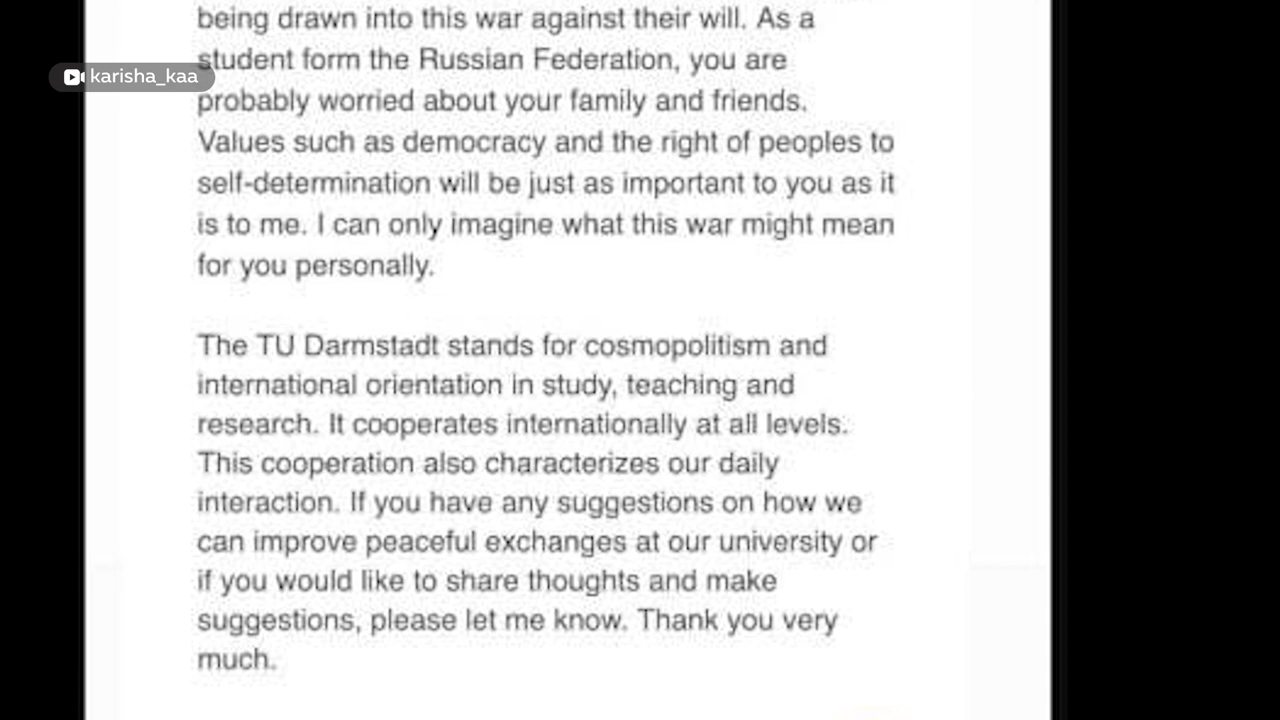 being drawn into this war against their will. As a
student form the Russian Federation, you are
karisha_kaa
probably worried about your family and friends.
Values such as democracy and the right of peoples to
self-determination will be just as important to you as it
is to me. I can only imagine what this war might mean
for you personally.
The TU Darmstadt stands for cosmopolitism and
international orientation in study, teaching and
research. It cooperates internationally at all levels.
This cooperation also characterizes our daily
interaction. If you have any suggestions on how we
can improve peaceful exchanges at our university or
if you would like to share thoughts and make
suggestions, please let me know. Thank you very
much.